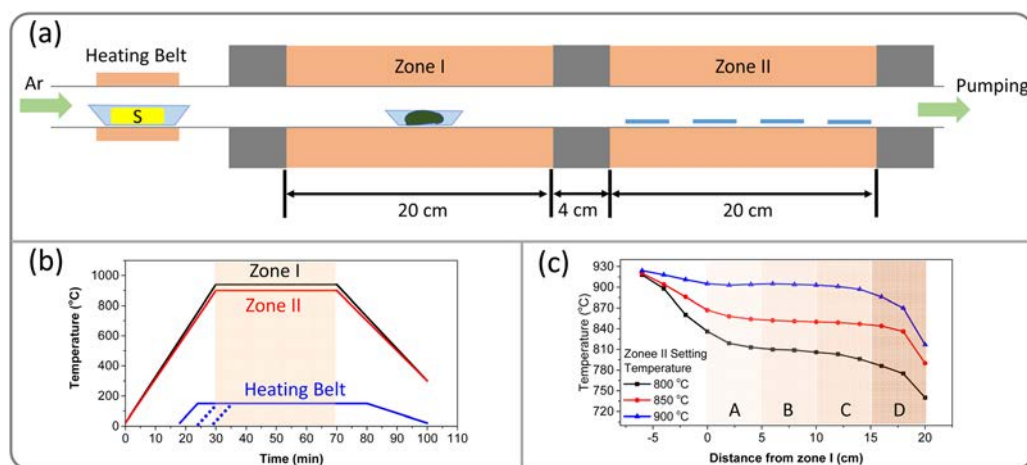 (a)
Heating Belt
Zone I
Zone II
Ar
Pumping
S
20 cm
4 cm
20 cm
(b)
Temperature (°C)
1000
800
600
400
200
0
Zone I
Zone II
Heating Belt
0 10 20 30 40 50 60 70 80 90 100 110
Time (min)
(c)
Temperature (°C)
930
900
870
840
810
780
750
720
Zonee II Setting
Temperature
800 °C
850 °C
900 °C
A B C D
-5 0 5 10 15 20
Distance from zone I (cm)